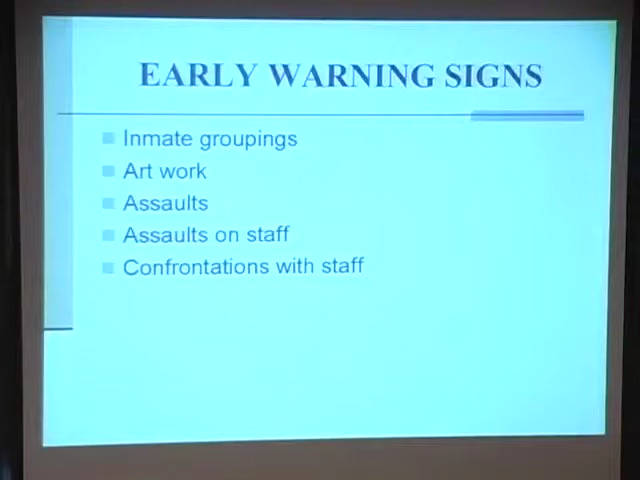 EARLY WARNING SIGNS
Inmate groupings
Art work
Assaults
Assaults on staff
Confrontations with staff